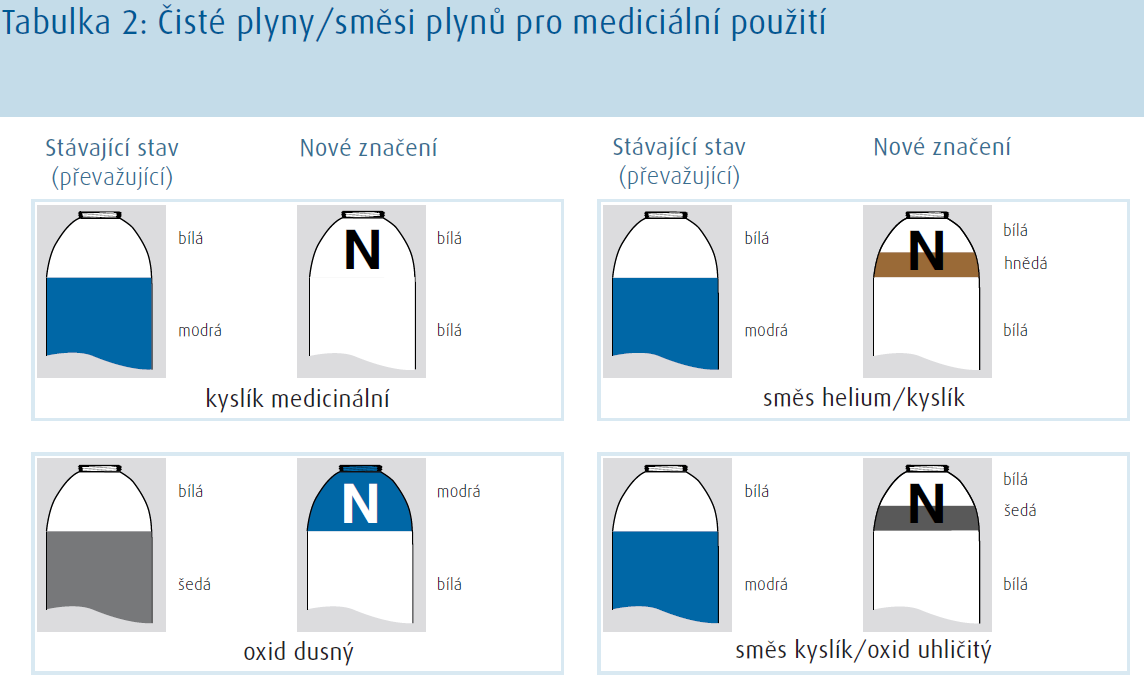 Tabulka 2: Čisté plyny/směsi plynů pro mediciální použití
Stávající stav
(převažující)
Nové značení
Stávající stav
(převažující)
Nové značení
bílá
modrá
N
bílá
bílá
kyslík medicinální
bílá
modrá
N
bílá
hnědá
bílá
směs helium/kyslík
bílá
šedá
N
modrá
bílá
oxid dusný
bílá
modrá
N
bílá
šedá
bílá
směs kyslík/oxid uhličitý